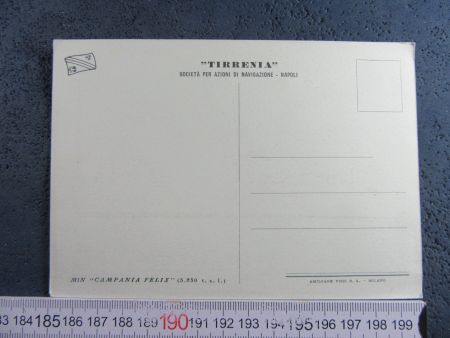 "TIRRENIA"
SOCIETÀ PER AZIONI DI NAVIGAZIONE - NAPOLI
M/N "CAMPANIA FELIX" (5.850 t. s. l.)
AMILCARE PIZZI S. A. - MILANO
184 185 186 187 188 189 190 191 192 193 194 195 196 197 198 199